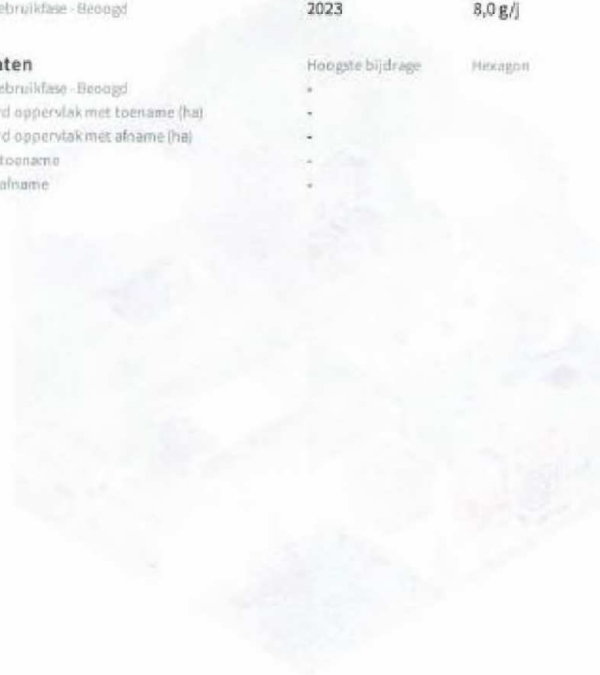 ebruikfase - Beoogd 2023 8,0 g/j
ten Hoogste bijdrage Hexagon
ebruikfase - Beoogd -
d oppervlak met toename (ha) -
d oppervlak met afname (ha) -
toename -
afname -